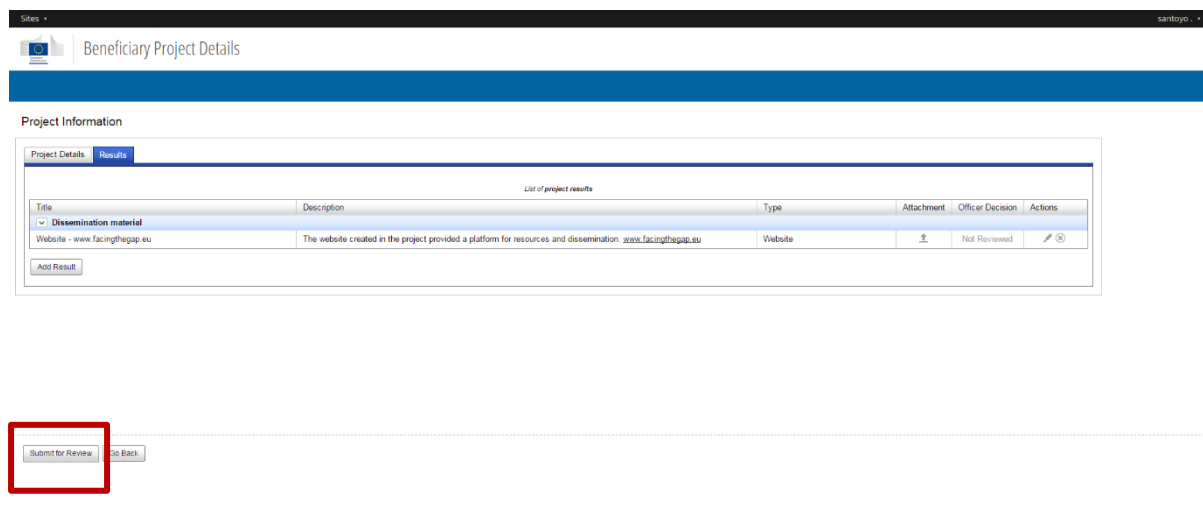 Sites
santoyo .
Beneficiary Project Details
Project Information
Project Details Results
List of project results
Title Description Type Attachment Officer Decision Actions
Dissemination material
Website - www.facingthegap.eu The website created in the project provided a platform for resources and dissemination. www.facingthegap.eu Website Not Reviewed
Add Result
Submit for Review Go Back